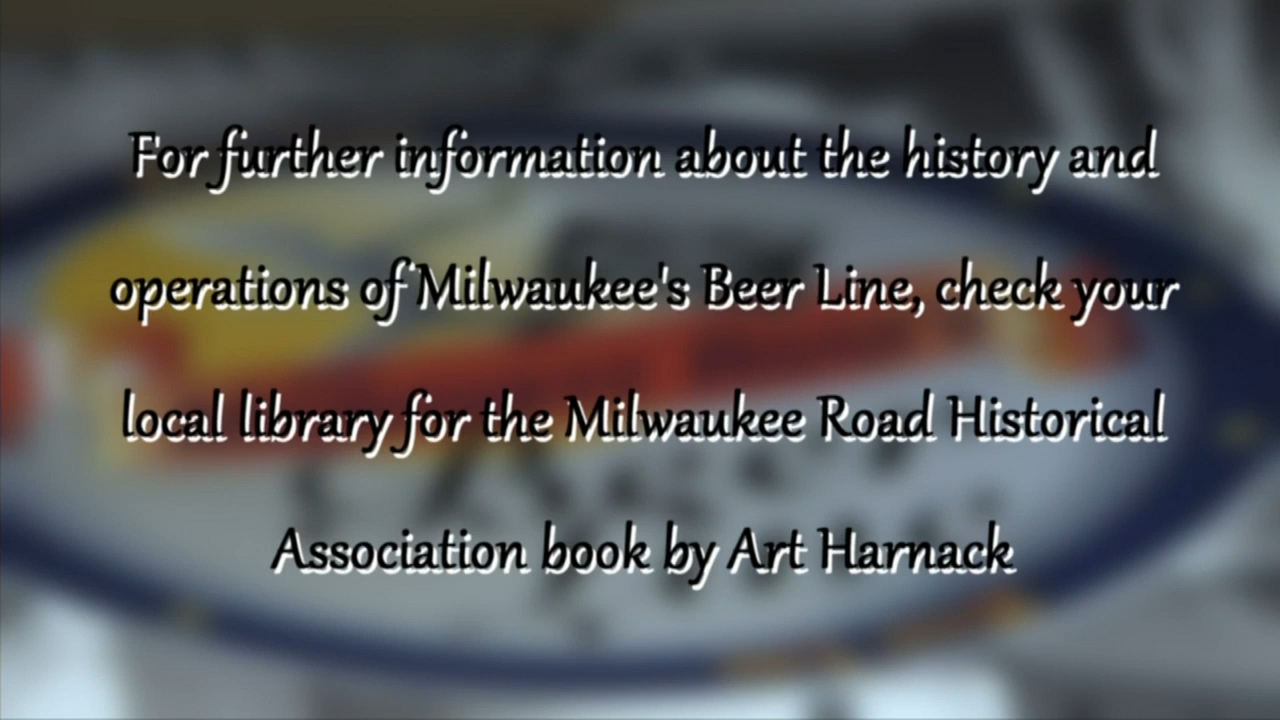 For further information about the history and
operations of Milwaukee's Beer Line, check your
local library for the Milwaukee Road Historical
Association book by Art Harnack